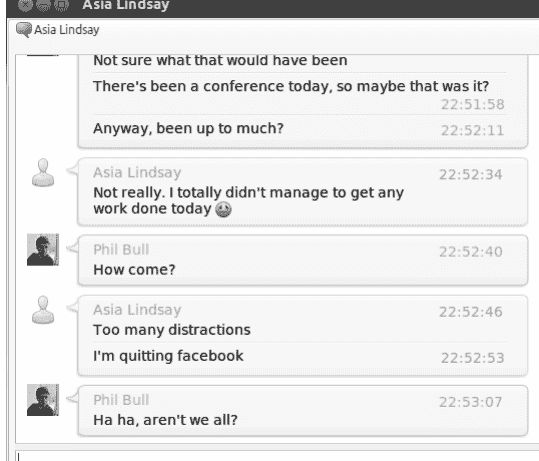 Asia Lindsay
Asia Lindsay
Not sure what that would have been
There's been a conference today, so maybe that was it?
22:51:58
Anyway, been up to much? 22:52:11
Asia Lindsay 22:52:34
Not really. I totally didn't manage to get any
work done today
Phil Bull 22:52:40
How come?
Asia Lindsay 22:52:46
Too many distractions
I'm quitting facebook 22:52:53
Phil Bull 22:53:07
Ha ha, aren't we all?